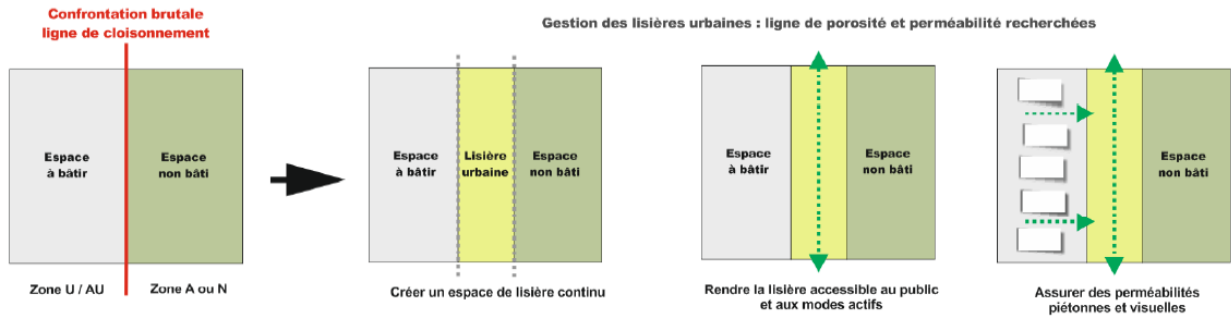 Confrontation brutale
ligne de cloisonnement
Gestion des lisières urbaines : ligne de porosité et perméabilité recherchées
Espace
à bâtir
Espace
non bâti
Espace
à bâtir
Lisière
urbaine
Espace
non bâti
Espace
à bâtir
Espace
non bâti
Espace
non bâti
Zone U / AU
Zone A ou N
Créer un espace de lisière continu
Rendre la lisière accessible au public
et aux modes actifs
Assurer des perméabilités
piétonnes et visuelles